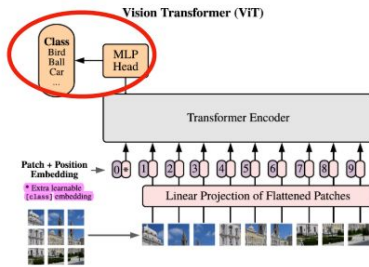 Vision Transformer (ViT)
Class
Bird
Ball
Car
...
MLP
Head
Transformer Encoder
Patch + Position
Embedding
0 *
1
2
3
4
5
6
7
8
9
* Extra learnable
[class] embedding
Linear Projection of Flattened Patches